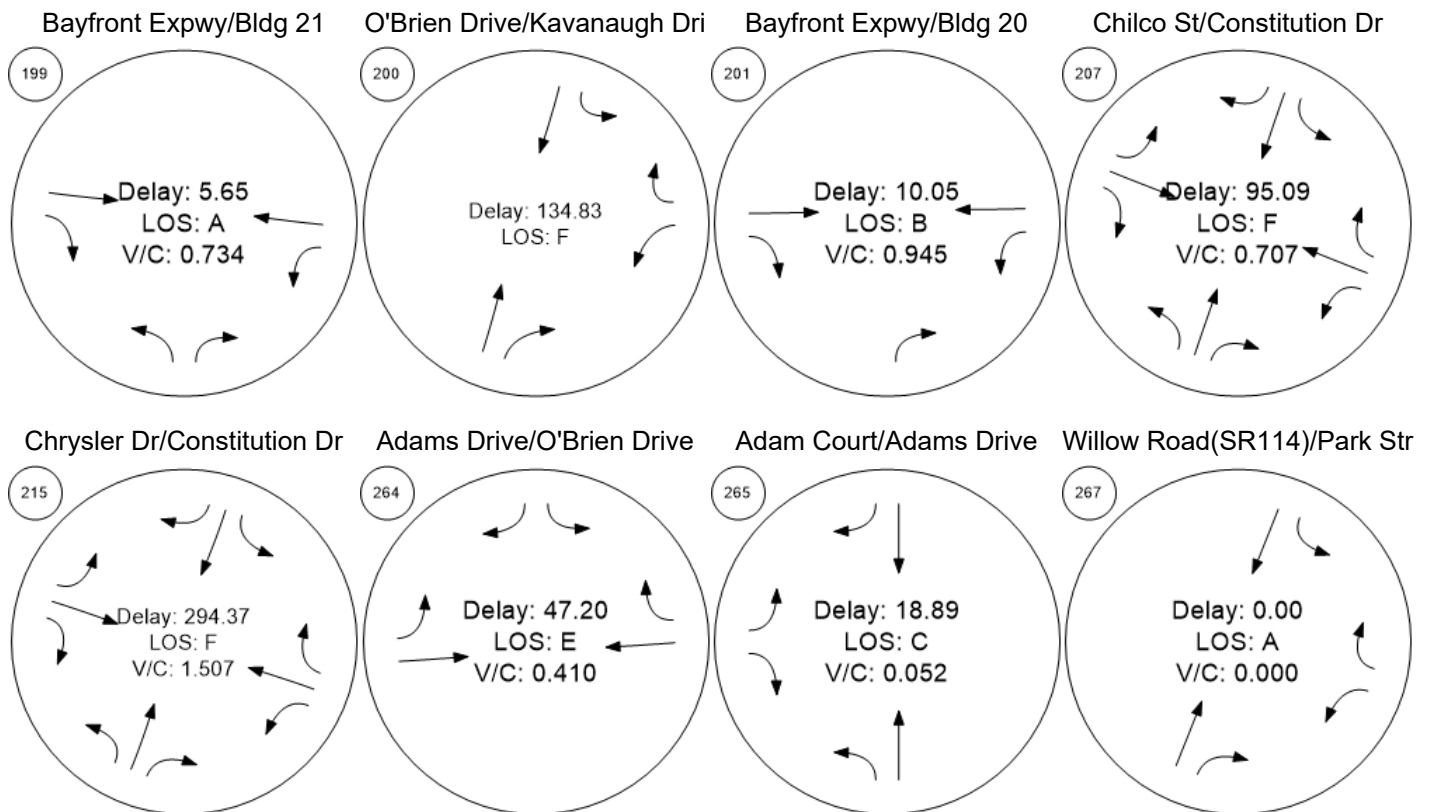 Bayfront Expwy/Bldg 21
199
Delay: 5.65
LOS: A
V/C: 0.734
O'Brien Drive/Kavanaugh Dri
200
Delay: 134.83
LOS: F
Bayfront Expwy/Bldg 20
201
Delay: 10.05
LOS: B
V/C: 0.945
Chilco St/Constitution Dr
207
Delay: 95.09
LOS: F
V/C: 0.707
Chrysler Dr/Constitution Dr
215
Delay: 294.37
LOS: F
V/C: 1.507
Adams Drive/O'Brien Drive
264
Delay: 47.20
LOS: E
V/C: 0.410
Adam Court/Adams Drive
265
Delay: 18.89
LOS: C
V/C: 0.052
Willow Road(SR114)/Park Str
267
Delay: 0.00
LOS: A
V/C: 0.000